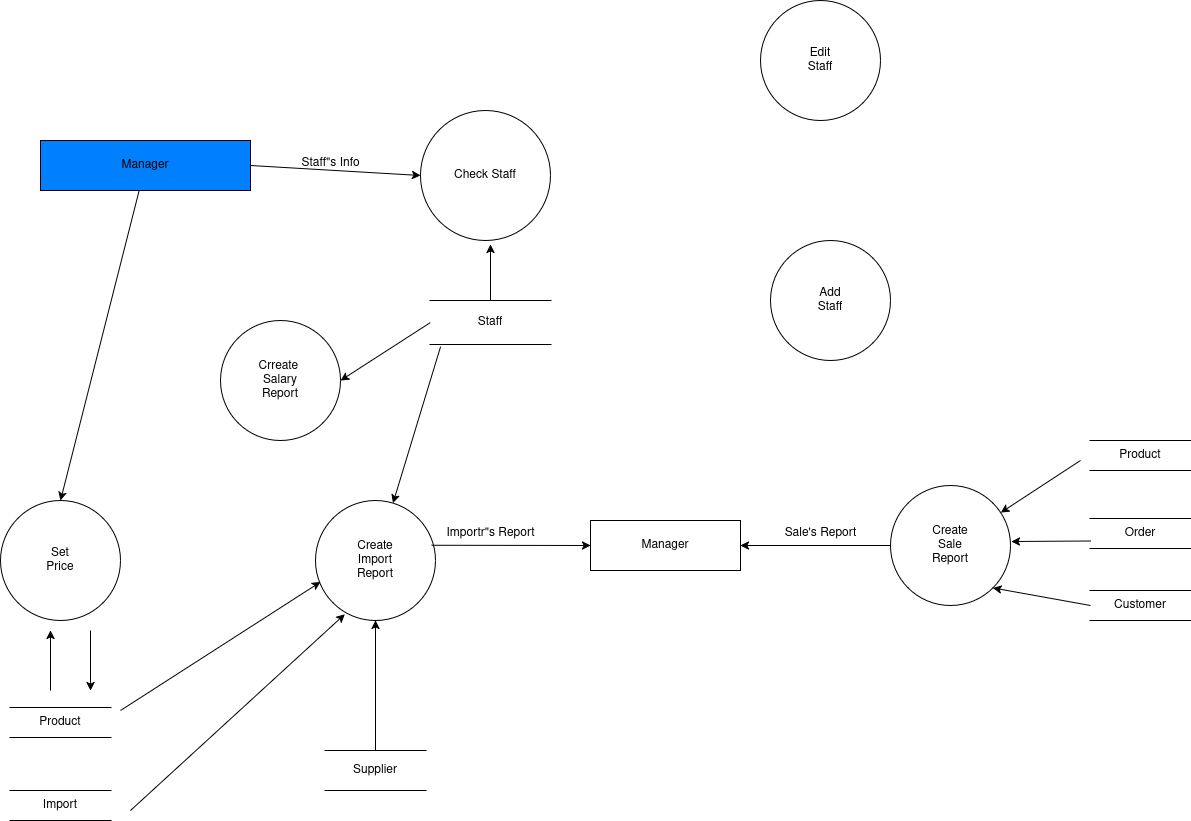 Edit
Staff
Manager
Staff"s Info
Check Staff
Add
Staff
Staff
Crreate
Salary
Report
Product
Set
Price
Create
Import
Report
Importr"s Report
Manager
Sale's Report
Create
Sale
Report
Order
Customer
Product
Supplier
Import